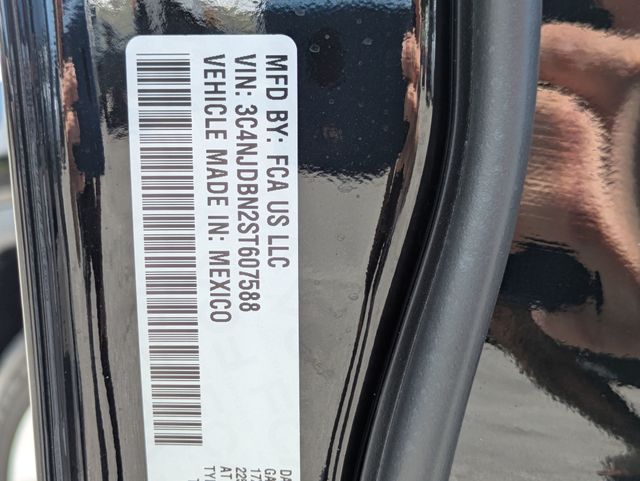 MFD BY: FCA US LLC
VIN: 3C4NJDBN2ST607588
VEHICLE MADE IN: MEXICO